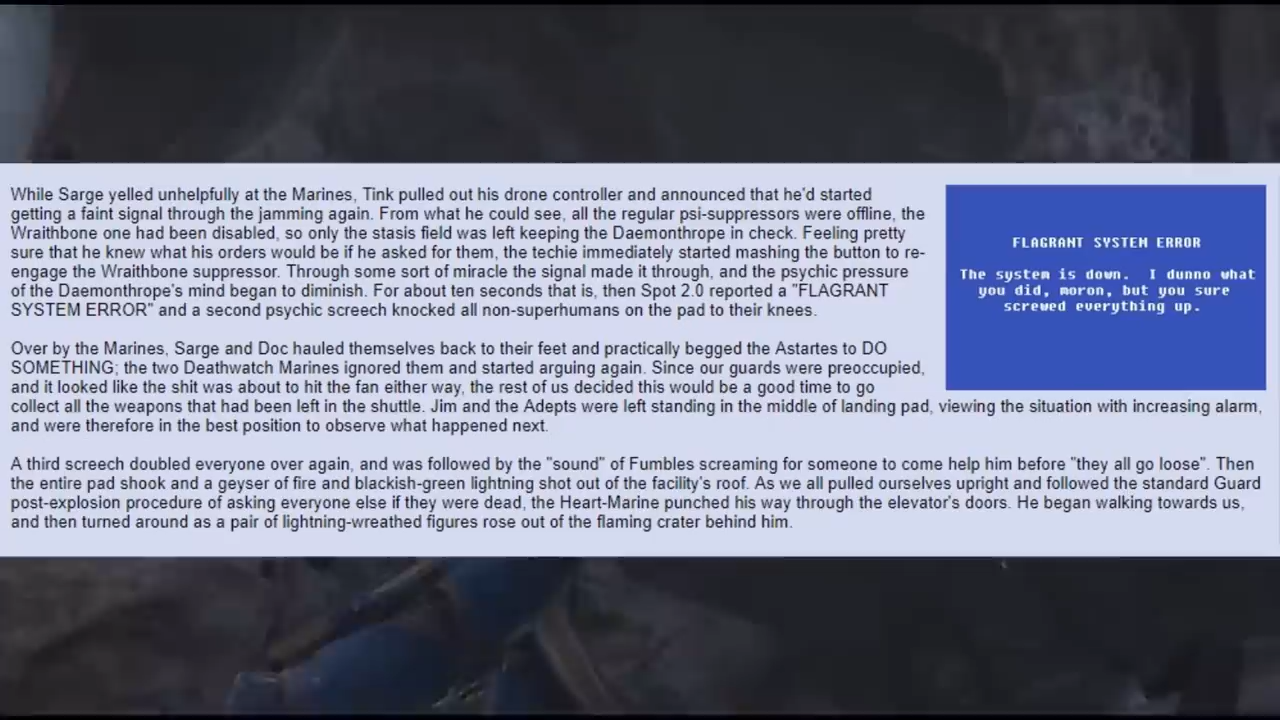 While Sarge yelled unhelpfully at the Marines, Tink pulled out his drone controller and announced that he'd started
getting a faint signal through the jamming again. From what he could see, all the regular psi-suppressors were offline, the
Wraithbone one had been disabled, so only the stasis field was left keeping the Daemonthrope in check. Feeling pretty
sure that he knew what his orders would be if he asked for them, the techie immediately started mashing the button to re-
engage the Wraithbone suppressor. Through some sort of miracle the signal made it through, and the psychic pressure
of the Daemonthrope's mind began to diminish. For about ten seconds that is, then Spot 2.0 reported a "FLAGRANT
SYSTEM ERROR" and a second psychic screech knocked all non-superhumans on the pad to their knees.
FLAGRANT SYSTEM ERROR
The system is down. I dunno what
you did, moron, but you sure
screwed everything up.
Over by the Marines, Sarge and Doc hauled themselves back to their feet and practically begged the Astartes to DO
SOMETHING; the two Deathwatch Marines ignored them and started arguing again. Since our guards were preoccupied,
and it looked like the shit was about to hit the fan either way, the rest of us decided this would be a good time to go
collect all the weapons that had been left in the shuttle. Jim and the Adepts were left standing in the middle of landing pad, viewing the situation with increasing alarm,
and were therefore in the best position to observe what happened next.
A third screech doubled everyone over again, and was followed by the "sound" of Fumbles screaming for someone to come help him before "they all go loose". Then
the entire pad shook and a geyser of fire and blackish-green lightning shot out of the facility's roof. As we all pulled ourselves upright and followed the standard Guard
post-explosion procedure of asking everyone else if they were dead, the Heart-Marine punched his way through the elevator's doors. He began walking towards us,
and then turned around as a pair of lightning-wreathed figures rose out of the flaming crater behind him.